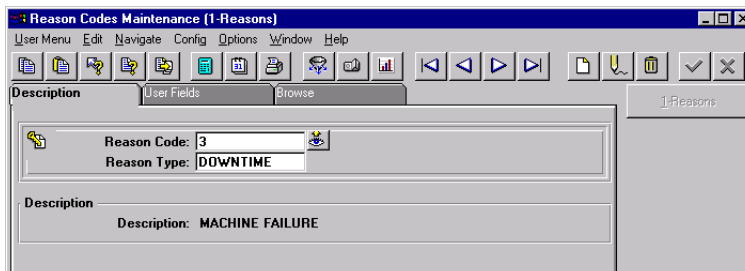 Reason Codes Maintenance (1-Reasons)
User Menu Edit Navigate Config Options Window Help
31
Description User Fields Browse
1-Reasons
Reason Code: 3
Reason Type: DOWNTIME
Description
Description: MACHINE FAILURE